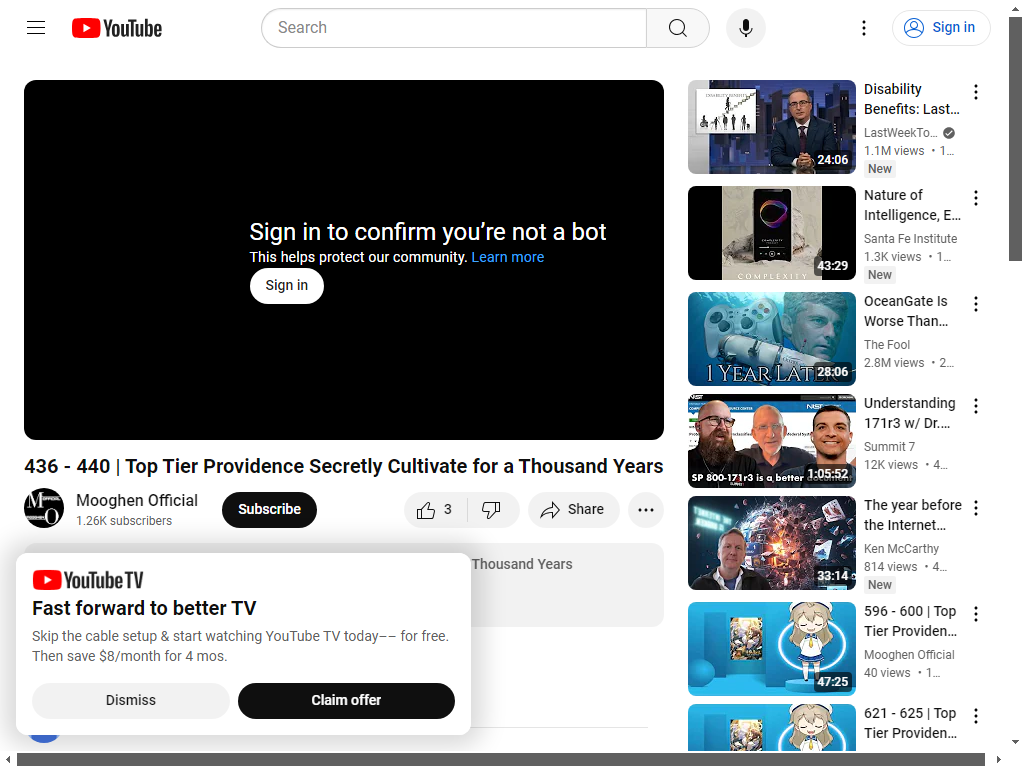 YouTube
Search
Sign in
Sign in to confirm you're not a bot
This helps protect our community. Learn more
Sign in
436 - 440 | Top Tier Providence Secretly Cultivate for a Thousand Years
Mooghen Official
1.26K subscribers
Subscribe
3
Share
Thousand Years
YouTube TV
Fast forward to better TV
Skip the cable setup & start watching YouTube TV today–– for free.
Then save $8/month for 4 mos.
Dismiss
Claim offer
24:06
Disability
Benefits: Last…
LastWeekTo…
1.1M views • 1…
New
COMPLEXITY
43:29
Nature of
Intelligence, E…
Santa Fe Institute
1.3K views • 1…
New
1 YEAR LATER
28:06
OceanGate Is
Worse Than…
The Fool
2.8M views • 2…
NIST
SP 800-171r3 is a better document
1:05:52
Understanding
171r3 w/ Dr.…
Summit 7
12K views • 4…
33:14
The year before
the Internet…
Ken McCarthy
814 views • 4…
New
47:25
596 - 600 | Top
Tier Providen…
Mooghen Official
40 views • 1…
621 - 625 | Top
Tier Providen…